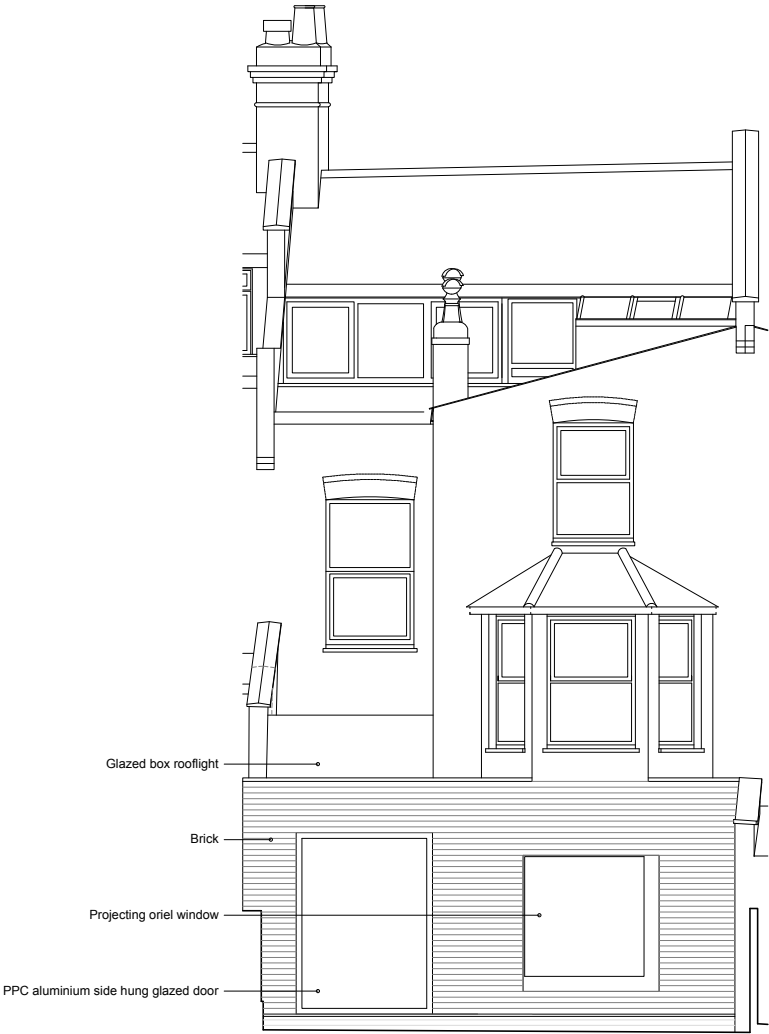 Glazed box rooflight
Brick
Projecting oriel window
PPC aluminium side hung glazed door